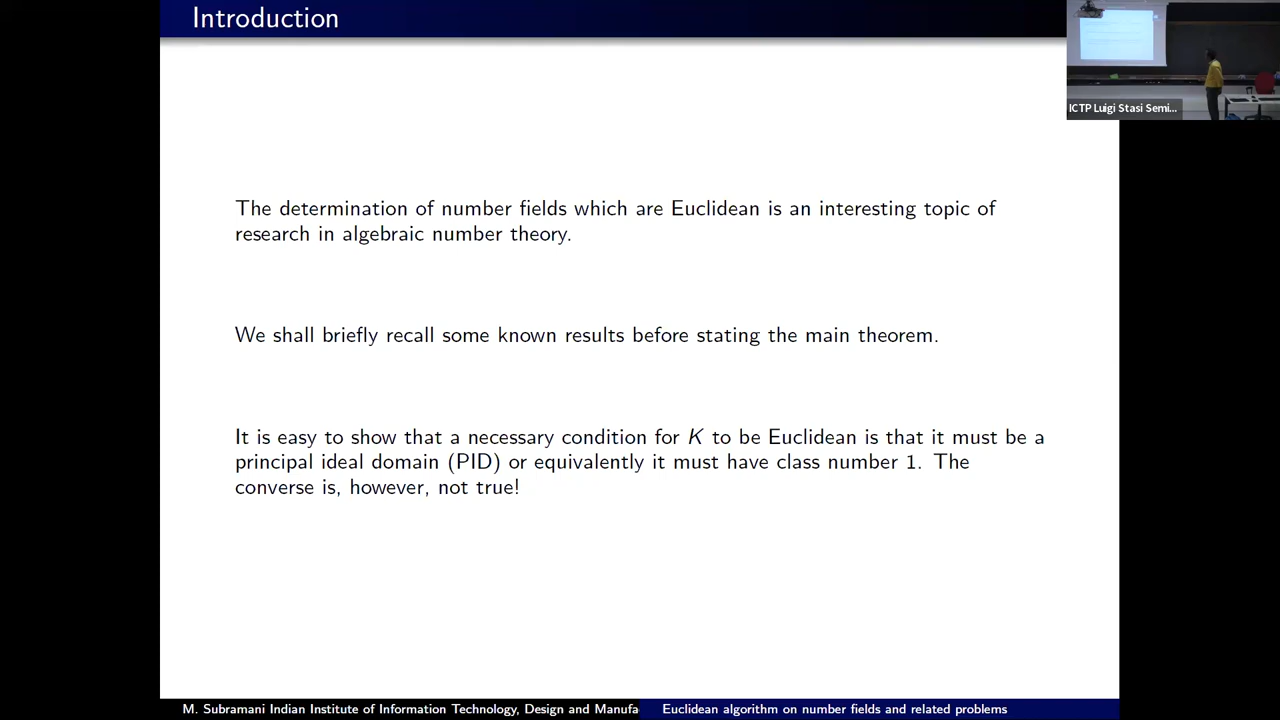 Introduction
ICTP Luigi Stasi Semi...
The determination of number fields which are Euclidean is an interesting topic of
research in algebraic number theory.
We shall briefly recall some known results before stating the main theorem.
It is easy to show that a necessary condition for K to be Euclidean is that it must be a
principal ideal domain (PID) or equivalently it must have class number 1. The
converse is, however, not true!
M. Subramani Indian Institute of Information Technology, Design and Manufa
Euclidean algorithm on number fields and related problems